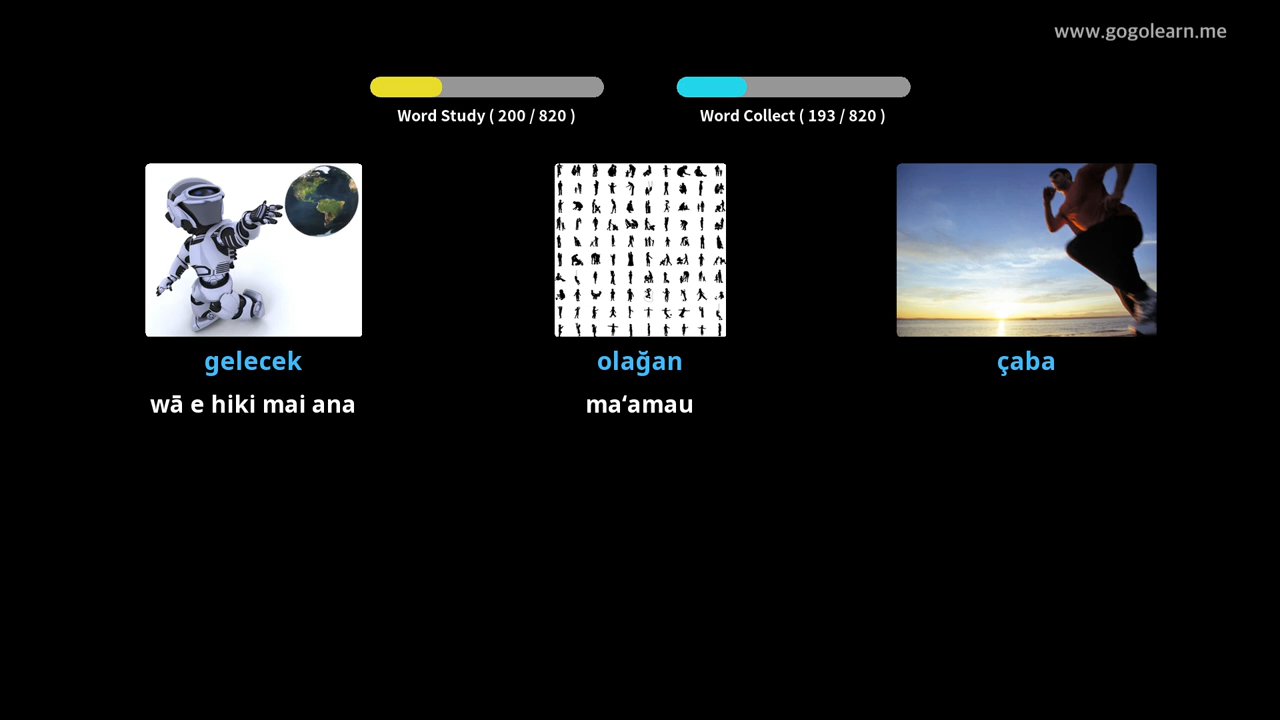 www.gogolearn.me
Word Study ( 200 / 820 )
Word Collect ( 193 / 820 )
gelecek
olağan
çaba
wā e hiki mai ana
maʻamau